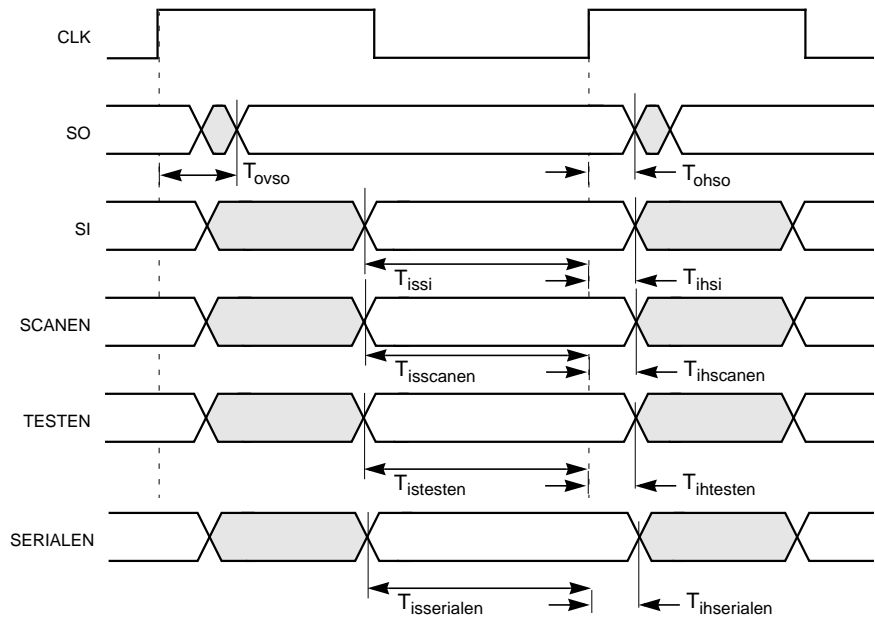 CLK
SO
Tovso
Tohso
SI
Tissi
Tihsi
SCANEN
Tisscanen
Tihscanen
TESTEN
Tistesten
Tihtesten
SERIALEN
Tisserialen
Tihserialen